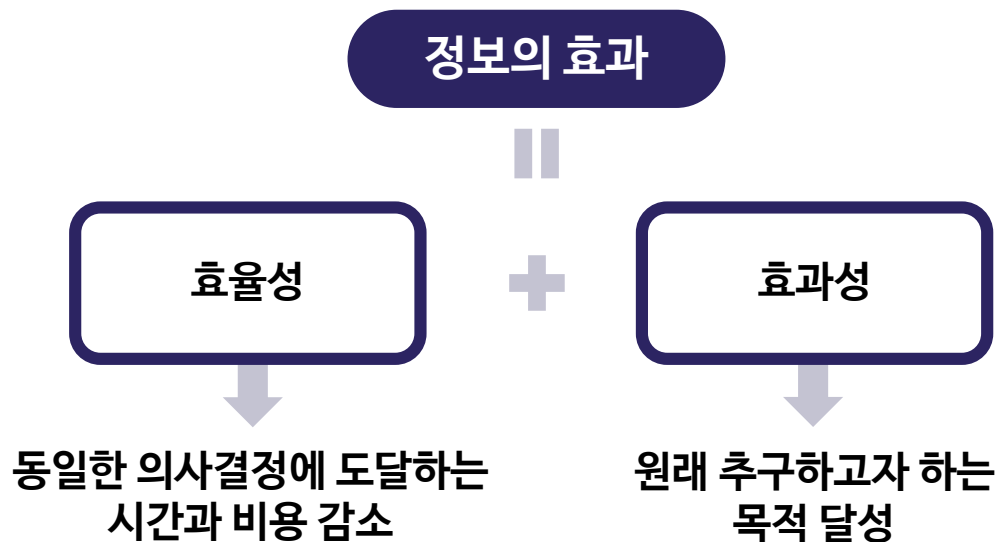 정보의 효과
효율성
효과성
동일한 의사결정에 도달하는
시간과 비용 감소
원래 추구하고자 하는
목적 달성